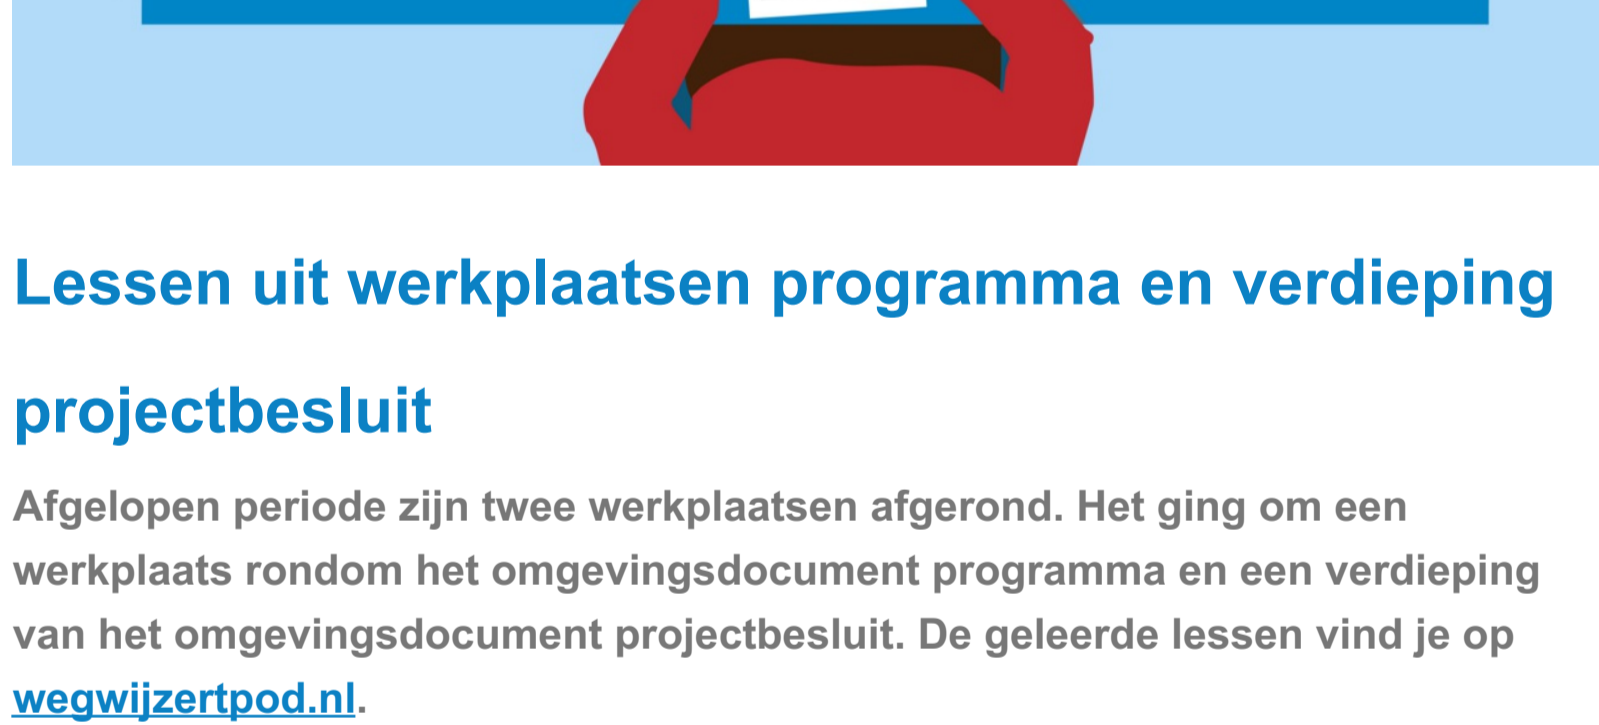 Lessen uit werkplaatsen programma en verdieping
projectbesluit
Afgelopen periode zijn twee werkplaatsen afgerond. Het ging om een
werkplaats rondom het omgevingsdocument programma en een verdieping
van het omgevingsdocument projectbesluit. De geleerde lessen vind je op
wegwijzertpod.nl.